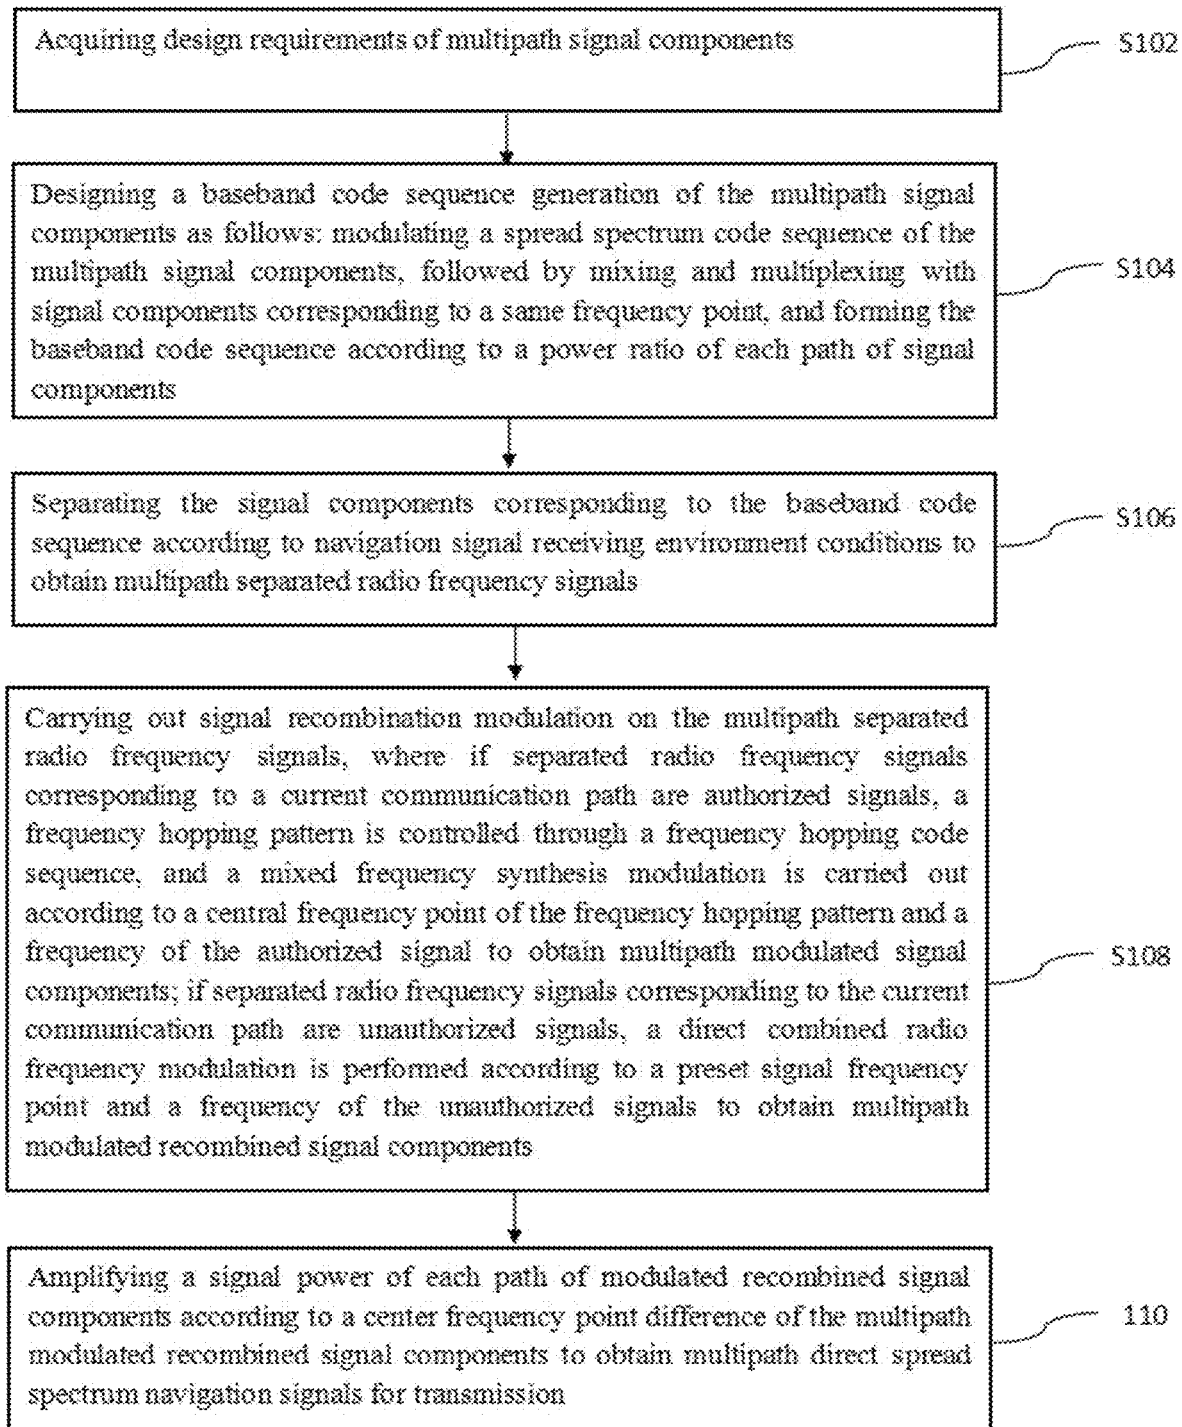 Acquiring design requirements of multipath signal components
S102
Designing a baseband code sequence generation of the multipath signal
components as follows: modulating a spread spectrum code sequence of the
multipath signal components, followed by mixing and multiplexing with
signal components corresponding to a same frequency point, and forming the
baseband code sequence according to a power ratio of each path of signal
components
S104
Separating the signal components corresponding to the baseband code
sequence according to navigation signal receiving environment conditions to
obtain multipath separated radio frequency signals
S106
Carrying out signal recombination modulation on the multipath separated
radio frequency signals, where if separated radio frequency signals
corresponding to a current communication path are authorized signals, a
frequency hopping pattern is controlled through a frequency hopping code
sequence, and a mixed frequency synthesis modulation is carried out
according to a central frequency point of the frequency hopping pattern and a
frequency of the authorized signal to obtain multipath modulated signal
components; if separated radio frequency signals corresponding to the current
communication path are unauthorized signals, a direct combined radio
frequency modulation is performed according to a preset signal frequency
point and a frequency of the unauthorized signals to obtain multipath
modulated recombined signal components
S108
Amplifying a signal power of each path of modulated recombined signal
components according to a center frequency point difference of the multipath
modulated recombined signal components to obtain multipath direct spread
spectrum navigation signals for transmission
110